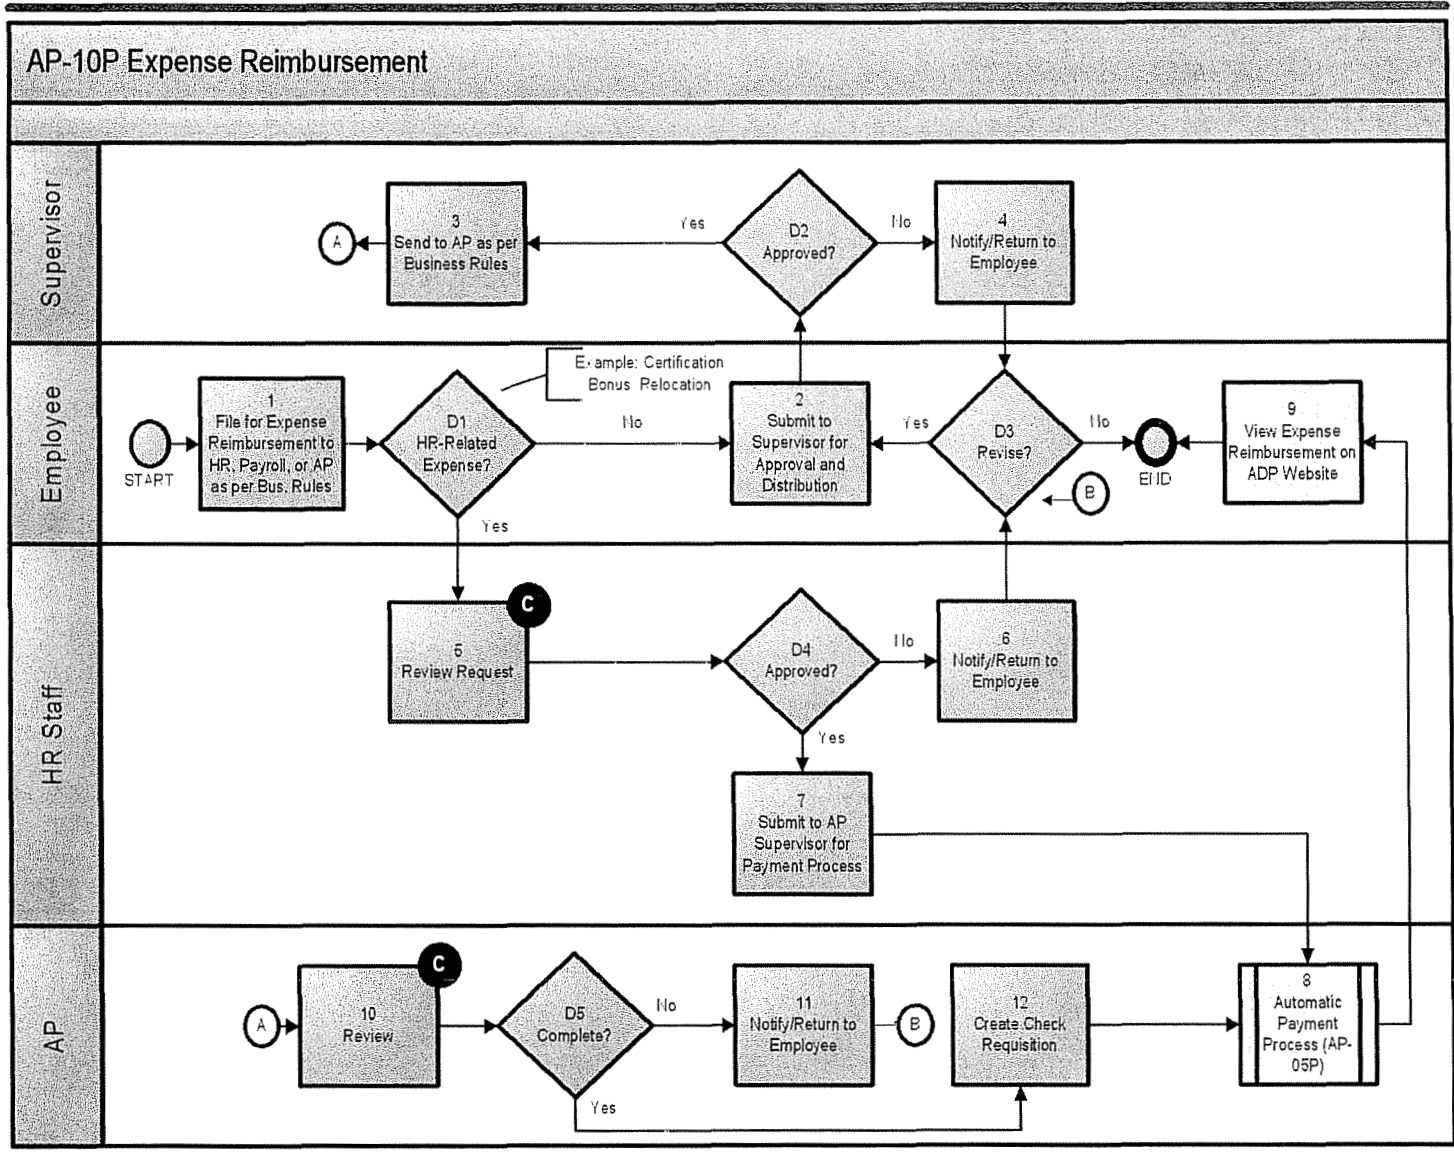 AP-10P Expense Reimbursement
Supervisor
A
3
Send to AP as per
Business Rules
Yes
D2
Approved?
No
4
Notify/Return to
Employee
Employee
START
1
File for Expense
Reimbursement to
HR, Payroll, or AP
as per Bus. Rules
D1
HR-Related
Expense?
Example: Certification
Bonus Relocation
No
Yes
2
Submit to
Supervisor for
Approval and
Distribution
Yes
D3
Revise?
No
B
END
9
View Expense
Reimbursement on
ADP Website
HR Staff
C
5
Review Request
D4
Approved?
No
Yes
6
Notify/Return to
Employee
7
Submit to AP
Supervisor for
Payment Process
AP
A
C
10
Review
D5
Complete?
No
Yes
11
Notify/Return to
Employee
B
12
Create Check
Requisition
8
Automatic
Payment
Process (AP-
05P)